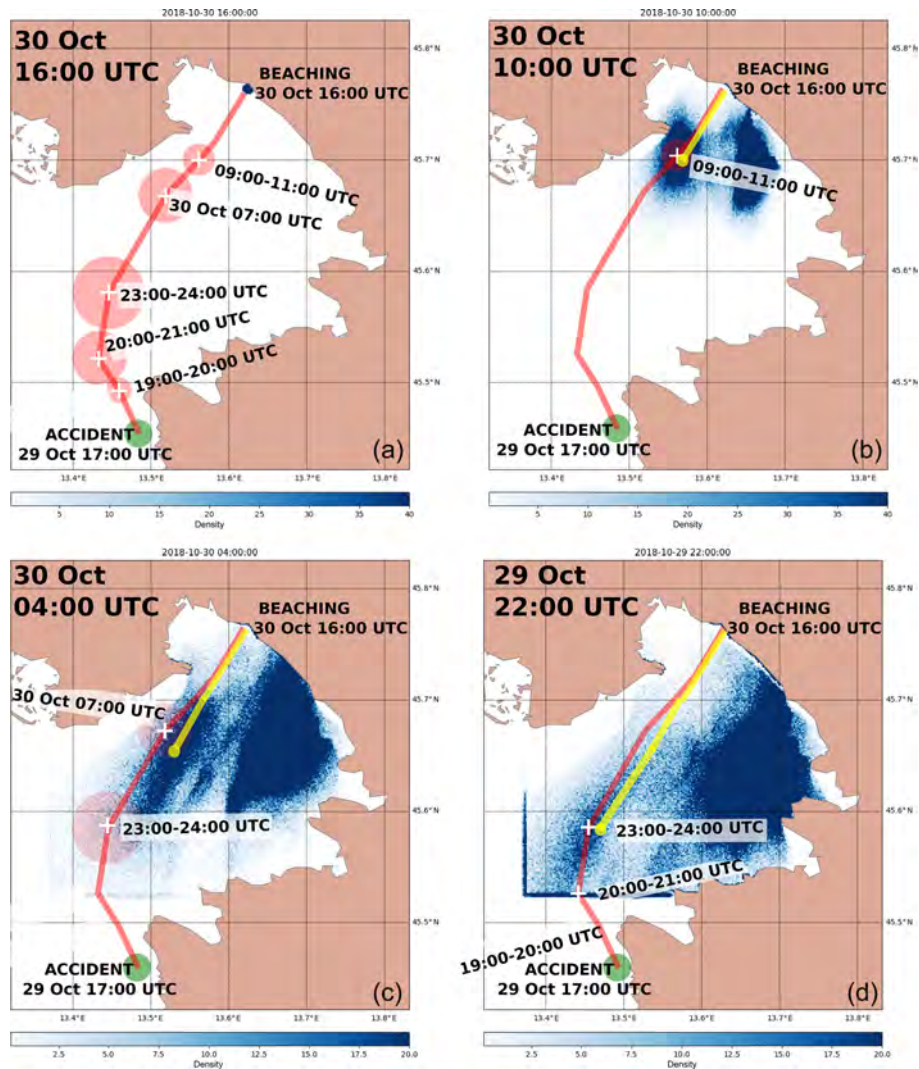 2018-10-30 16:00:00
30 Oct
16:00 UTC
BEACHING
30 Oct 16:00 UTC
09:00-11:00 UTC
30 Oct 07:00 UTC
23:00-24:00 UTC
20:00-21:00 UTC
19:00-20:00 UTC
ACCIDENT
29 Oct 17:00 UTC
(a)
45.8°N
45.7°N
45.6°N
45.5°N
13.4°E 13.5°E 13.6°E 13.7°E 13.8°E
5 10 15 20 25 30 35 40
Density
2018-10-30 10:00:00
30 Oct
10:00 UTC
BEACHING
30 Oct 16:00 UTC
09:00-11:00 UTC
ACCIDENT
29 Oct 17:00 UTC
(b)
45.8°N
45.7°N
45.6°N
45.5°N
13.4°E 13.5°E 13.6°E 13.7°E 13.8°E
5 10 15 20 25 30 35 40
Density
2018-10-30 04:00:00
30 Oct
04:00 UTC
BEACHING
30 Oct 16:00 UTC
30 Oct 07:00 UTC
23:00-24:00 UTC
ACCIDENT
29 Oct 17:00 UTC
(c)
45.8°N
45.7°N
45.6°N
45.5°N
13.4°E 13.5°E 13.6°E 13.7°E 13.8°E
2.5 5.0 7.5 10.0 12.5 15.0 17.5 20.0
Density
2018-10-29 22:00:00
29 Oct
22:00 UTC
BEACHING
30 Oct 16:00 UTC
23:00-24:00 UTC
20:00-21:00 UTC
19:00-20:00 UTC
ACCIDENT
29 Oct 17:00 UTC
(d)
45.8°N
45.7°N
45.6°N
45.5°N
13.4°E 13.5°E 13.6°E 13.7°E 13.8°E
2.5 5.0 7.5 10.0 12.5 15.0 17.5 20.0
Density